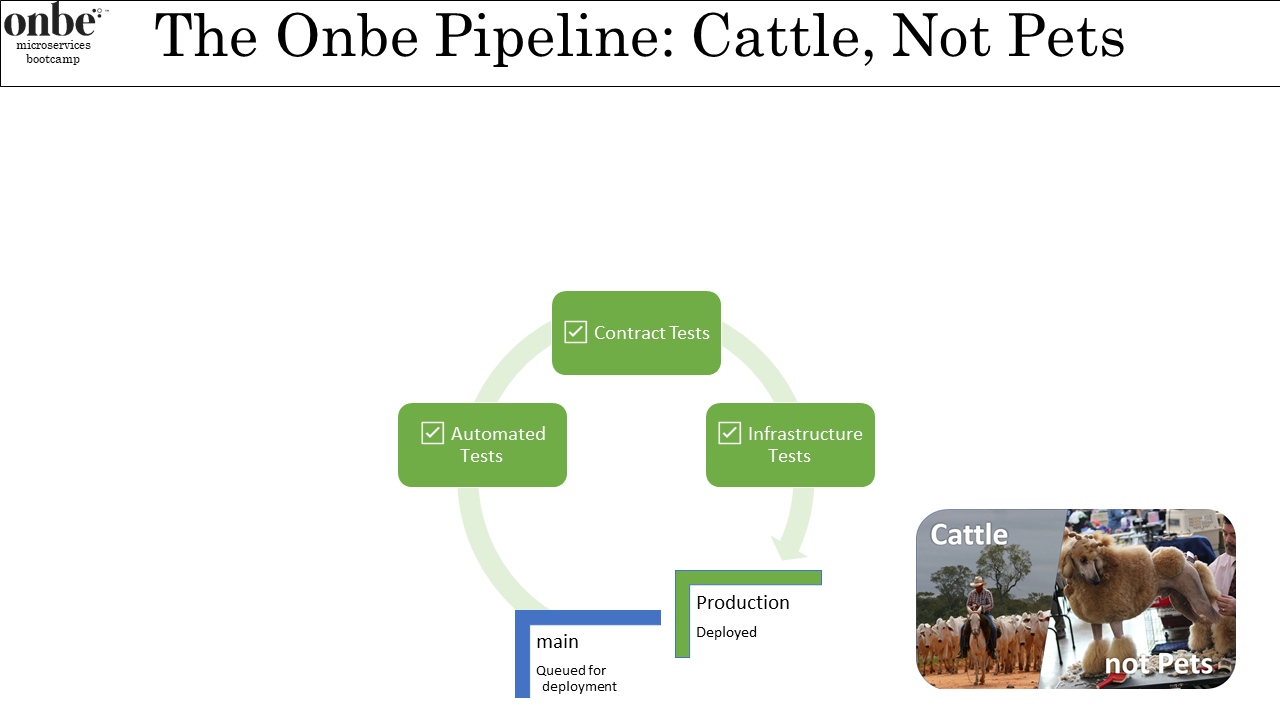 onbe™
microservices
bootcamp
The Onbe Pipeline: Cattle, Not Pets
Contract Tests
Automated
Tests
Infrastructure
Tests
Production
Deployed
main
Queued for
deployment
Cattle
not Pets